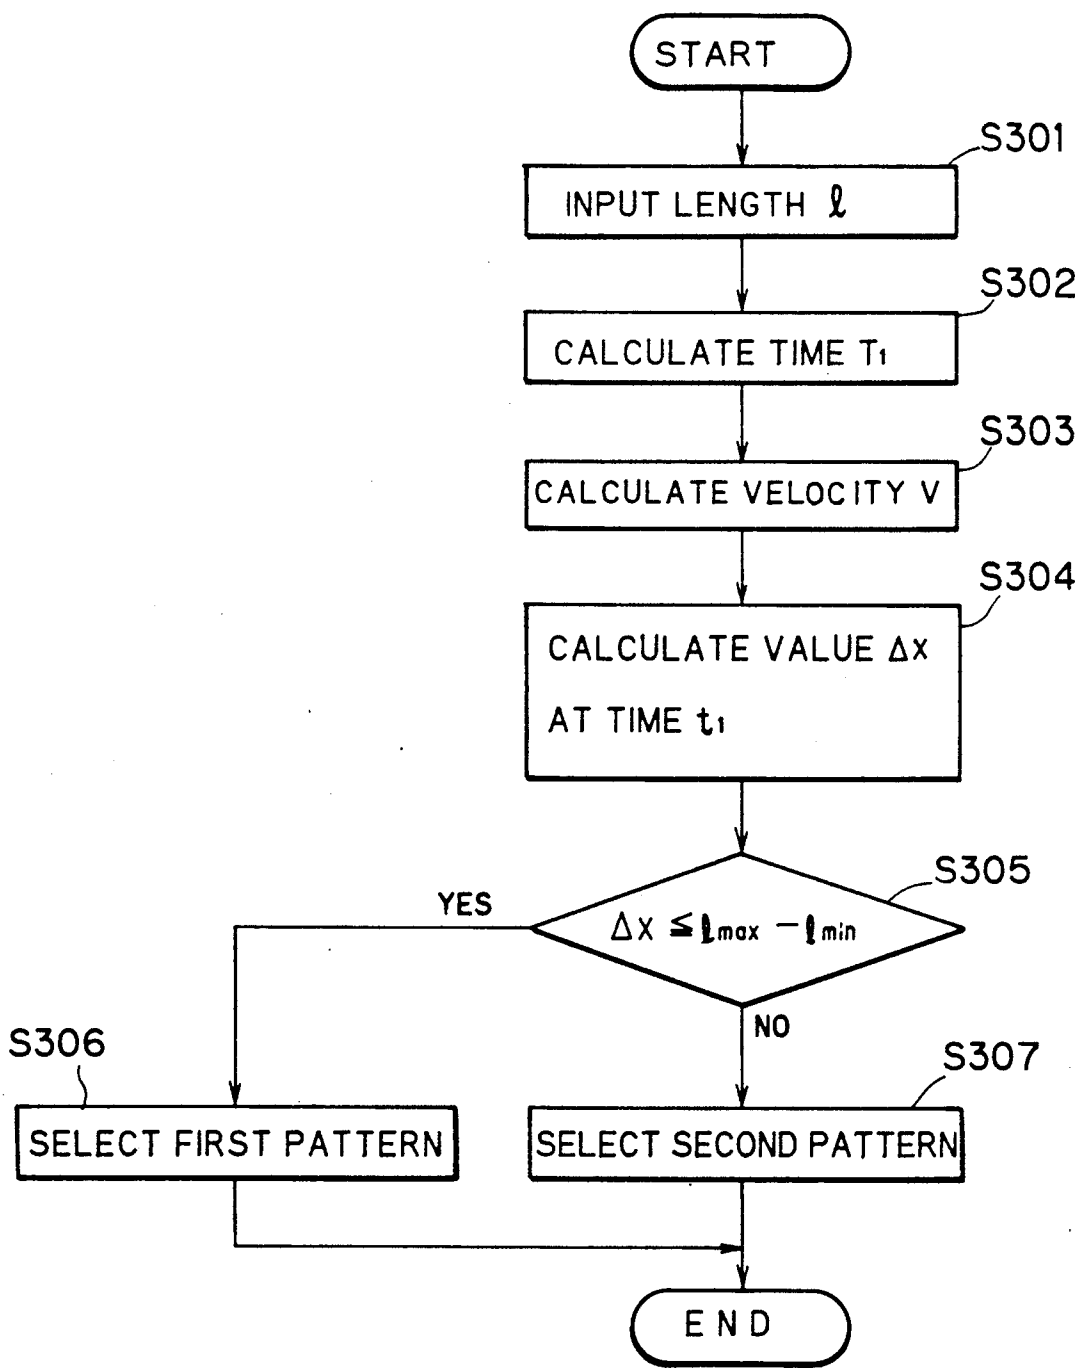 START
S301
INPUT LENGTH ℓ
S302
CALCULATE TIME T₁
S303
CALCULATE VELOCITY V
S304
CALCULATE VALUE Δx
AT TIME t₁
S305
YES
Δx ≦ ℓmax − ℓmin
NO
S306
S307
SELECT FIRST PATTERN
SELECT SECOND PATTERN
END